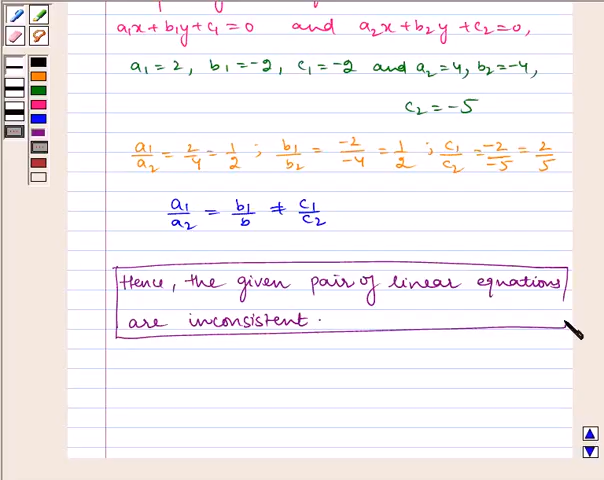 a1x + b1y + c1 = 0 and a2x + b2y + c2 = 0,
a1 = 2, b1 = -2, c1 = -2 and a2 = 4, b2 = -4,
c2 = -5
a1/a2 = 2/4 = 1/2 ; b1/b2 = -2/-4 = 1/2 ; c1/c2 = -2/-5 = 2/5
a1/a2 = b1/b ≠ c1/c2
Hence, the given pair of linear equations
are inconsistent.